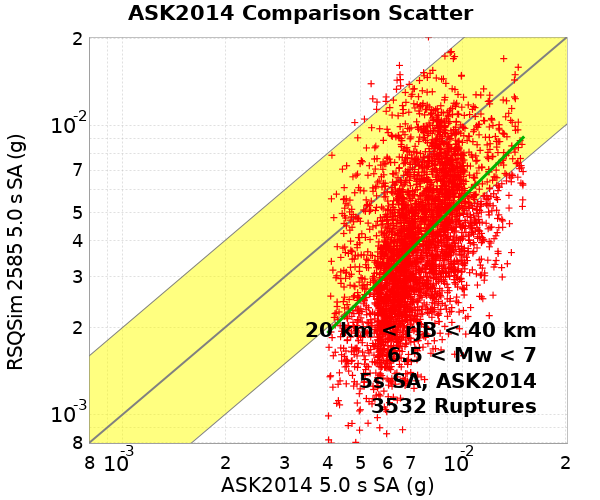 ASK2014 Comparison Scatter
RSQSim 2585 5.0 s SA (g)
2
10-2
7
5
4
3
2
10-3
8
20 km < rJB < 40 km
6.5 < Mw < 7
5s SA, ASK2014
3532 Ruptures
8 10-3 2 3 4 5 6 7 10-2 2
ASK2014 5.0 s SA (g)